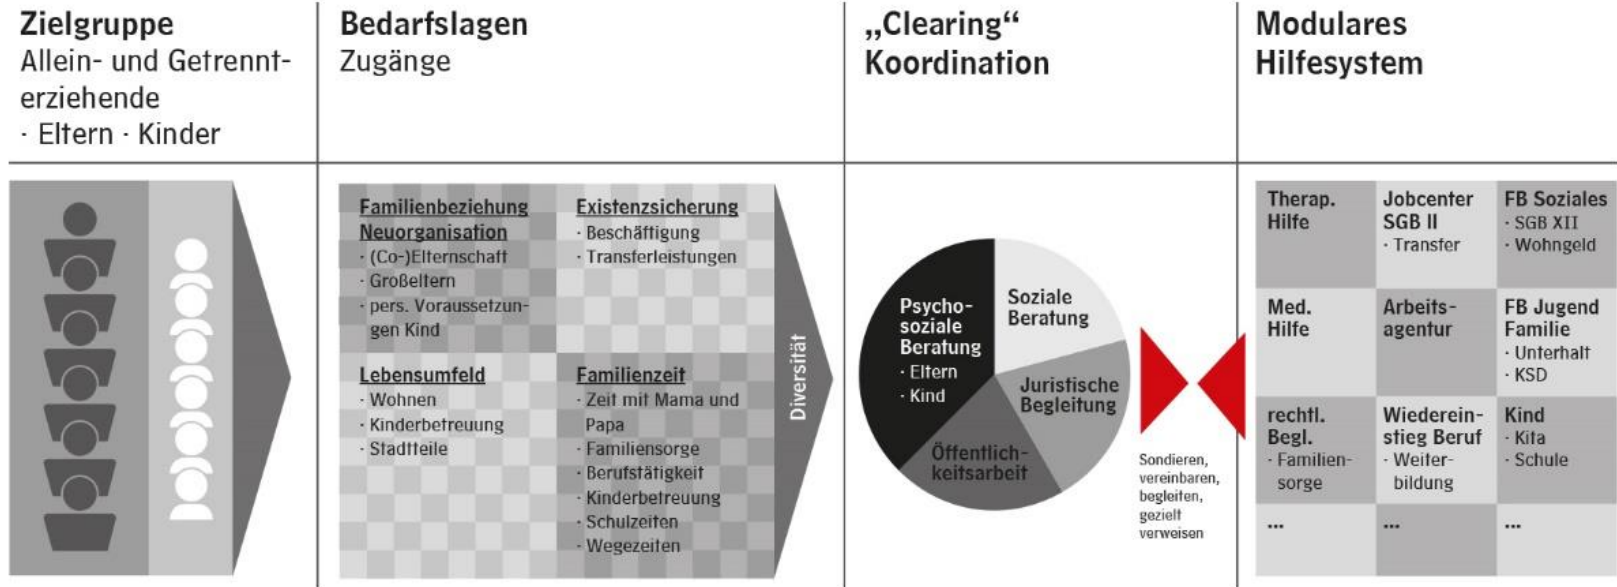 Zielgruppe
Allein- und Getrennt-
erziehende
· Eltern · Kinder
Bedarfslagen
Zugänge
„Clearing“
Koordination
Modulares
Hilfesystem
Familienbeziehung
Neuorganisation
· (Co-)Elternschaft
· Großeltern
· pers. Voraussetzun-
gen Kind
Existenzsicherung
· Beschäftigung
· Transferleistungen
Lebensumfeld
· Wohnen
· Kinderbetreuung
· Stadtteile
Familienzeit
· Zeit mit Mama und
Papa
· Familiensorge
· Berufstätigkeit
· Kinderbetreuung
· Schulzeiten
· Wegezeiten
Diversität
Psycho-
soziale
Beratung
· Eltern
· Kind
Soziale
Beratung
Juristische
Begleitung
Öffentlich-
keitsarbeit
Sondieren,
vereinbaren,
begleiten,
gezielt
verweisen
Therap.
Hilfe
Jobcenter
SGB II
· Transfer
FB Soziales
· SGB XII
· Wohngeld
Med.
Hilfe
Arbeits-
agentur
FB Jugend
Familie
· Unterhalt
· KSD
rechtl.
Begl.
· Familien-
sorge
Wiederein-
stieg Beruf
· Weiter-
bildung
Kind
· Kita
· Schule
...
...
...